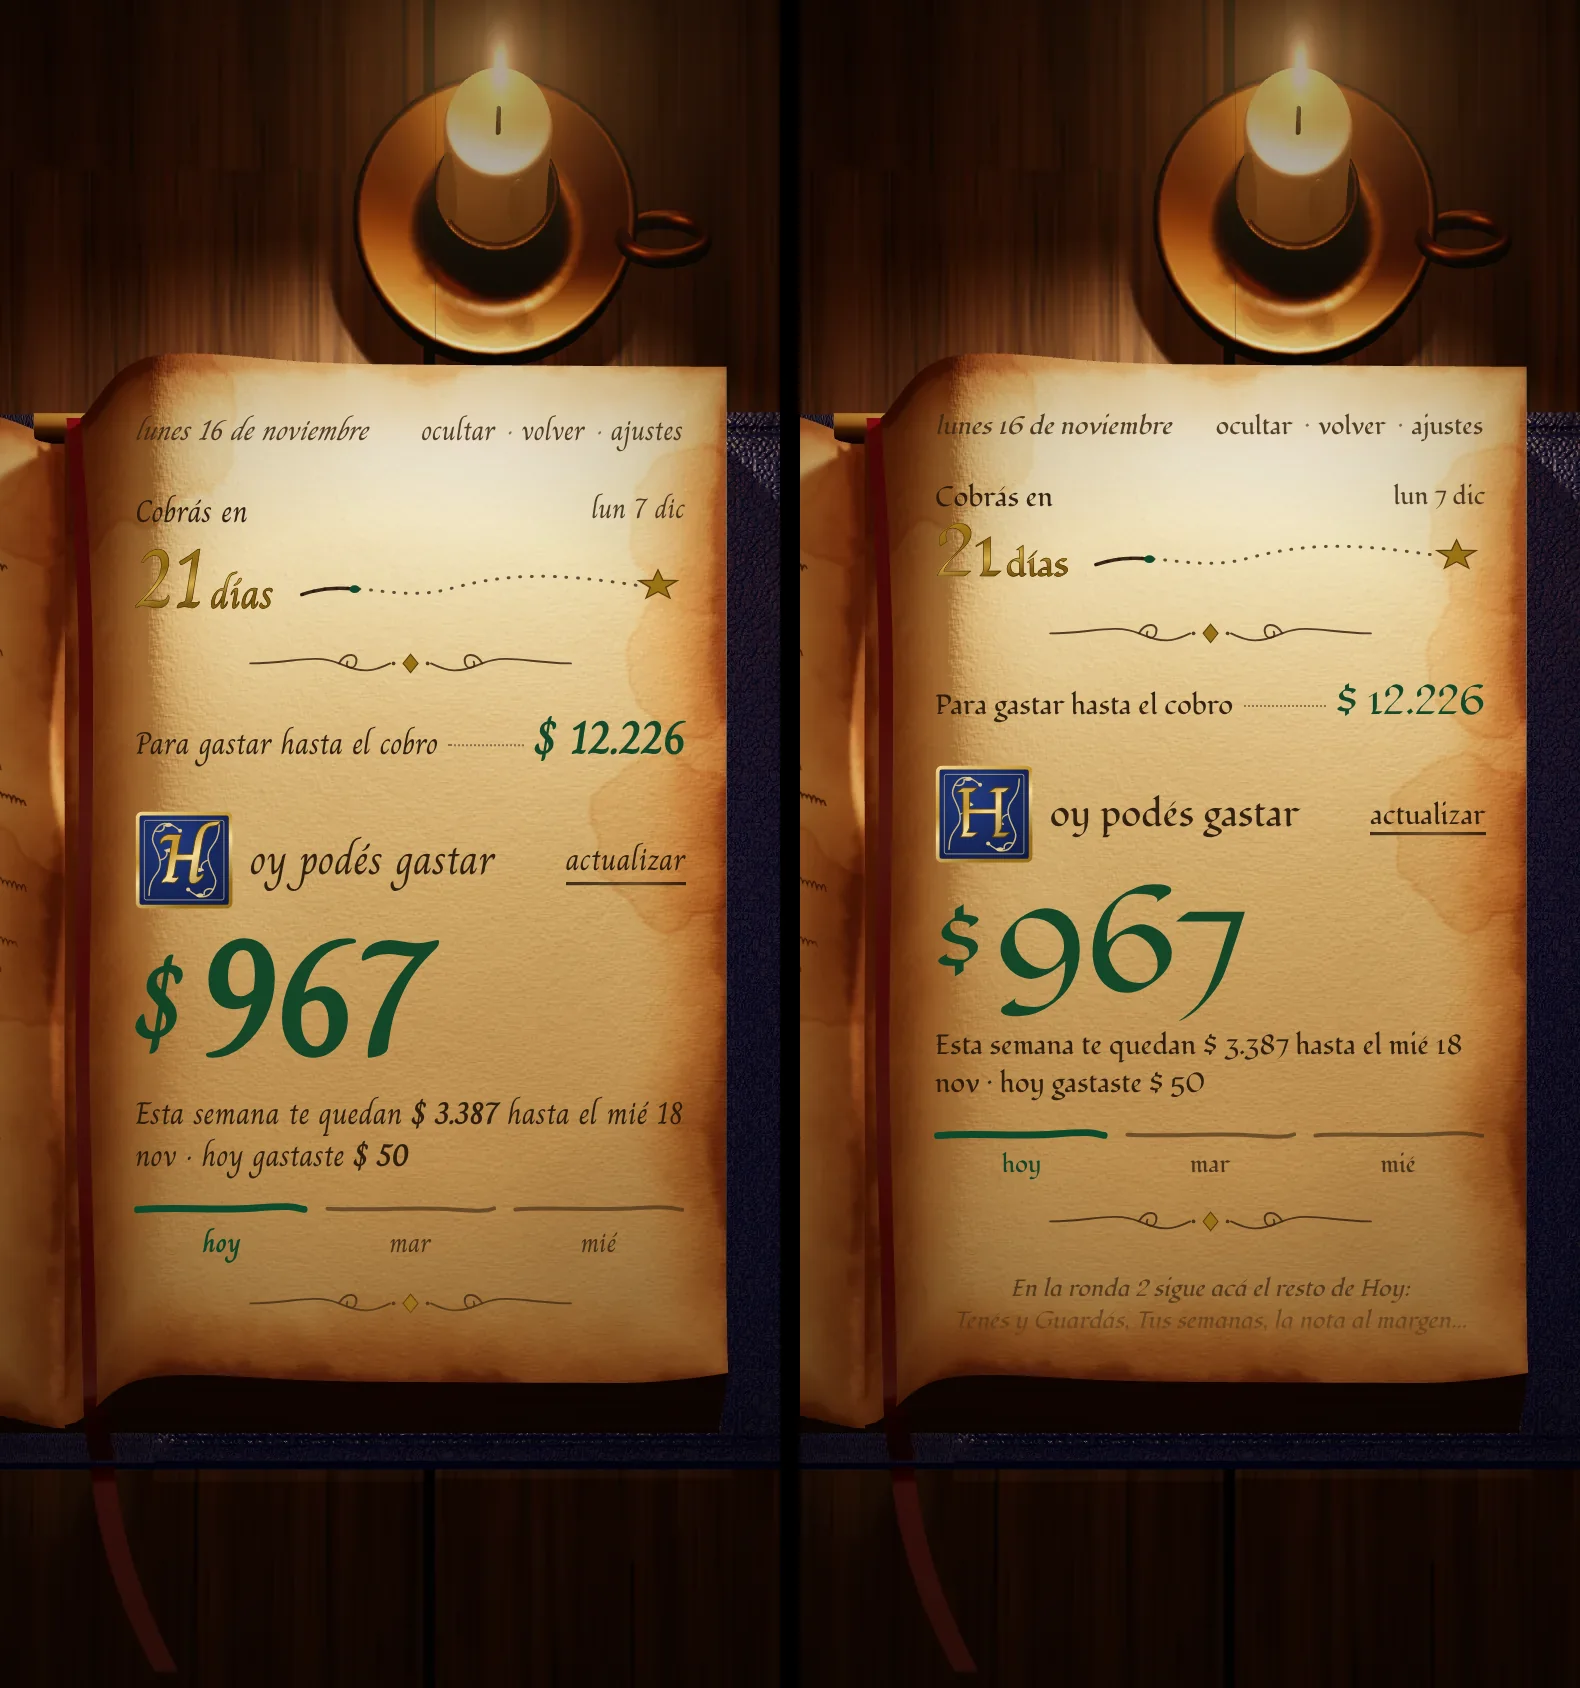 lunes 16 de noviembre ocultar · volver · ajustes
Cobrás en lun 7 dic
21 días
Para gastar hasta el cobro $ 12.226
Hoy podés gastar actualizar
$ 967
Esta semana te quedan $ 3.387 hasta el mié 18
nov · hoy gastaste $ 50
hoy mar mié
lunes 16 de noviembre ocultar · volver · ajustes
Cobrás en lun 7 dic
21 días
Para gastar hasta el cobro $ 12.226
Hoy podés gastar actualizar
$ 967
Esta semana te quedan $ 3.387 hasta el mié 18
nov · hoy gastaste $ 50
hoy mar mié
En la ronda 2 sigue acá el resto de Hoy:
Tenés y Guardás, Tus semanas, la nota al margen...